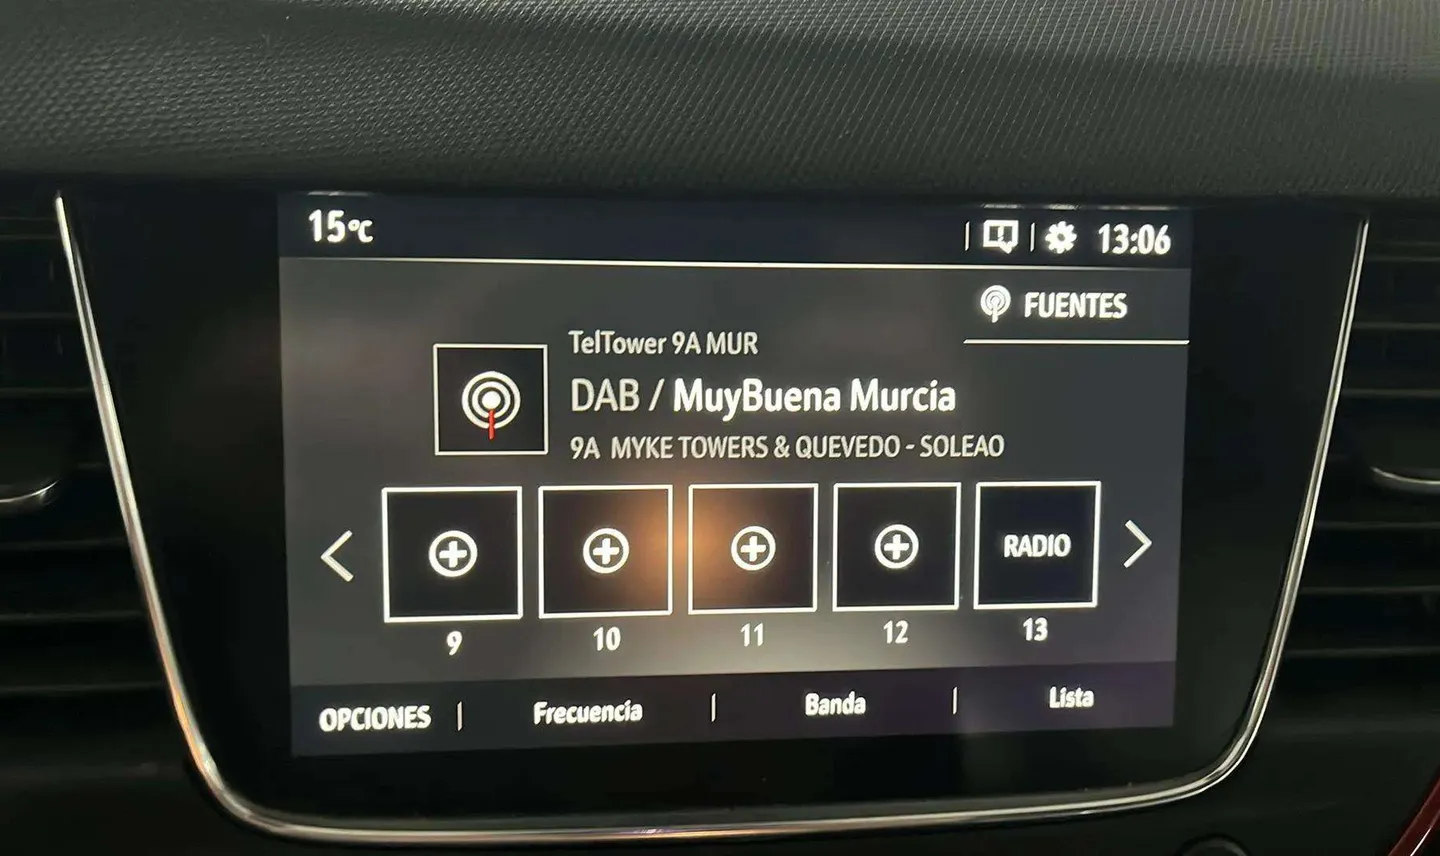 15°C 13:06
FUENTES
TelTower 9A MUR
DAB / MuyBuena Murcia
9A MYKE TOWERS & QUEVEDO - SOLEAO
RADIO
9 10 11 12 13
OPCIONES | Frecuencia | Banda | Lista